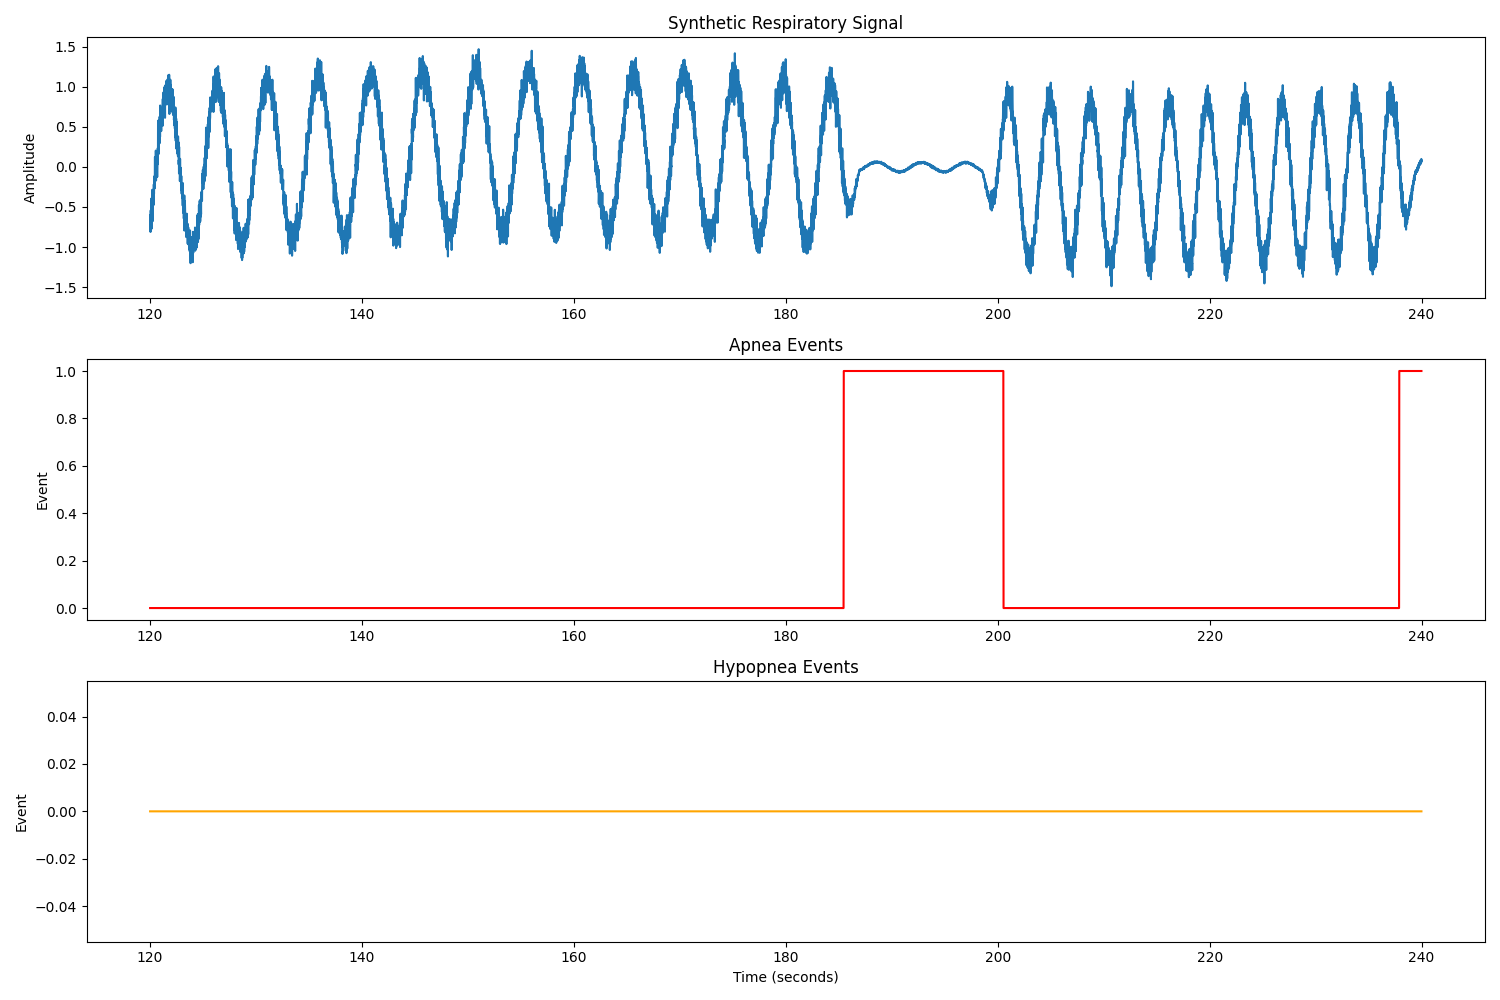 Synthetic Respiratory Signal
Amplitude
1.5
1.0
0.5
0.0
−0.5
−1.0
−1.5
120 140 160 180 200 220 240
Apnea Events
Event
1.0
0.8
0.6
0.4
0.2
0.0
120 140 160 180 200 220 240
Hypopnea Events
Event
0.04
0.02
0.00
−0.02
−0.04
120 140 160 180 200 220 240
Time (seconds)